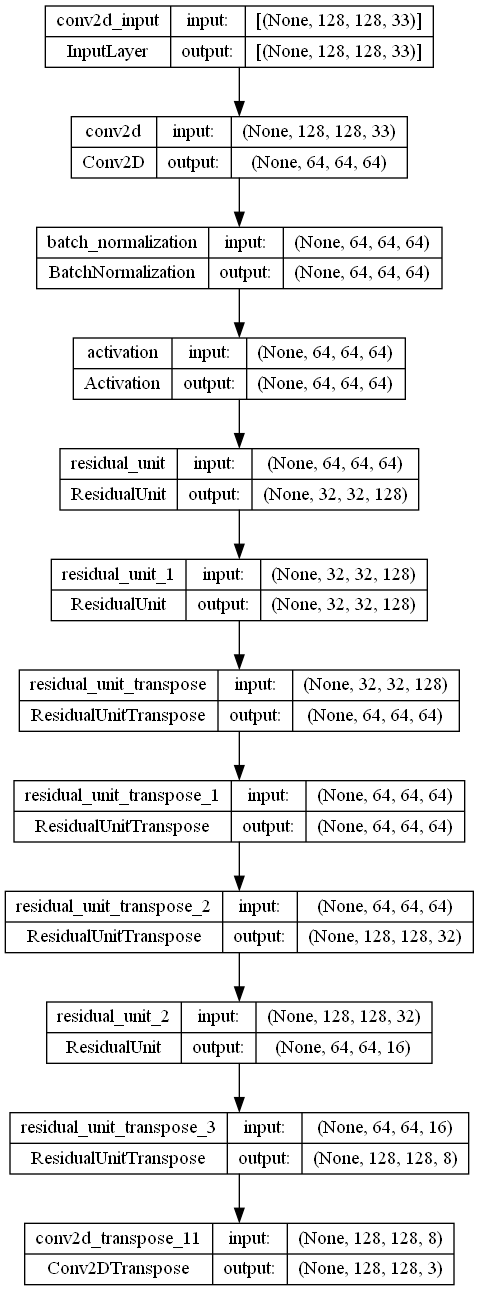 conv2d_input input: [(None, 128, 128, 33)]
InputLayer output: [(None, 128, 128, 33)]
conv2d input: (None, 128, 128, 33)
Conv2D output: (None, 64, 64, 64)
batch_normalization input: (None, 64, 64, 64)
BatchNormalization output: (None, 64, 64, 64)
activation input: (None, 64, 64, 64)
Activation output: (None, 64, 64, 64)
residual_unit input: (None, 64, 64, 64)
ResidualUnit output: (None, 32, 32, 128)
residual_unit_1 input: (None, 32, 32, 128)
ResidualUnit output: (None, 32, 32, 128)
residual_unit_transpose input: (None, 32, 32, 128)
ResidualUnitTranspose output: (None, 64, 64, 64)
residual_unit_transpose_1 input: (None, 64, 64, 64)
ResidualUnitTranspose output: (None, 64, 64, 64)
residual_unit_transpose_2 input: (None, 64, 64, 64)
ResidualUnitTranspose output: (None, 128, 128, 32)
residual_unit_2 input: (None, 128, 128, 32)
ResidualUnit output: (None, 64, 64, 16)
residual_unit_transpose_3 input: (None, 64, 64, 16)
ResidualUnitTranspose output: (None, 128, 128, 8)
conv2d_transpose_11 input: (None, 128, 128, 8)
Conv2DTranspose output: (None, 128, 128, 3)